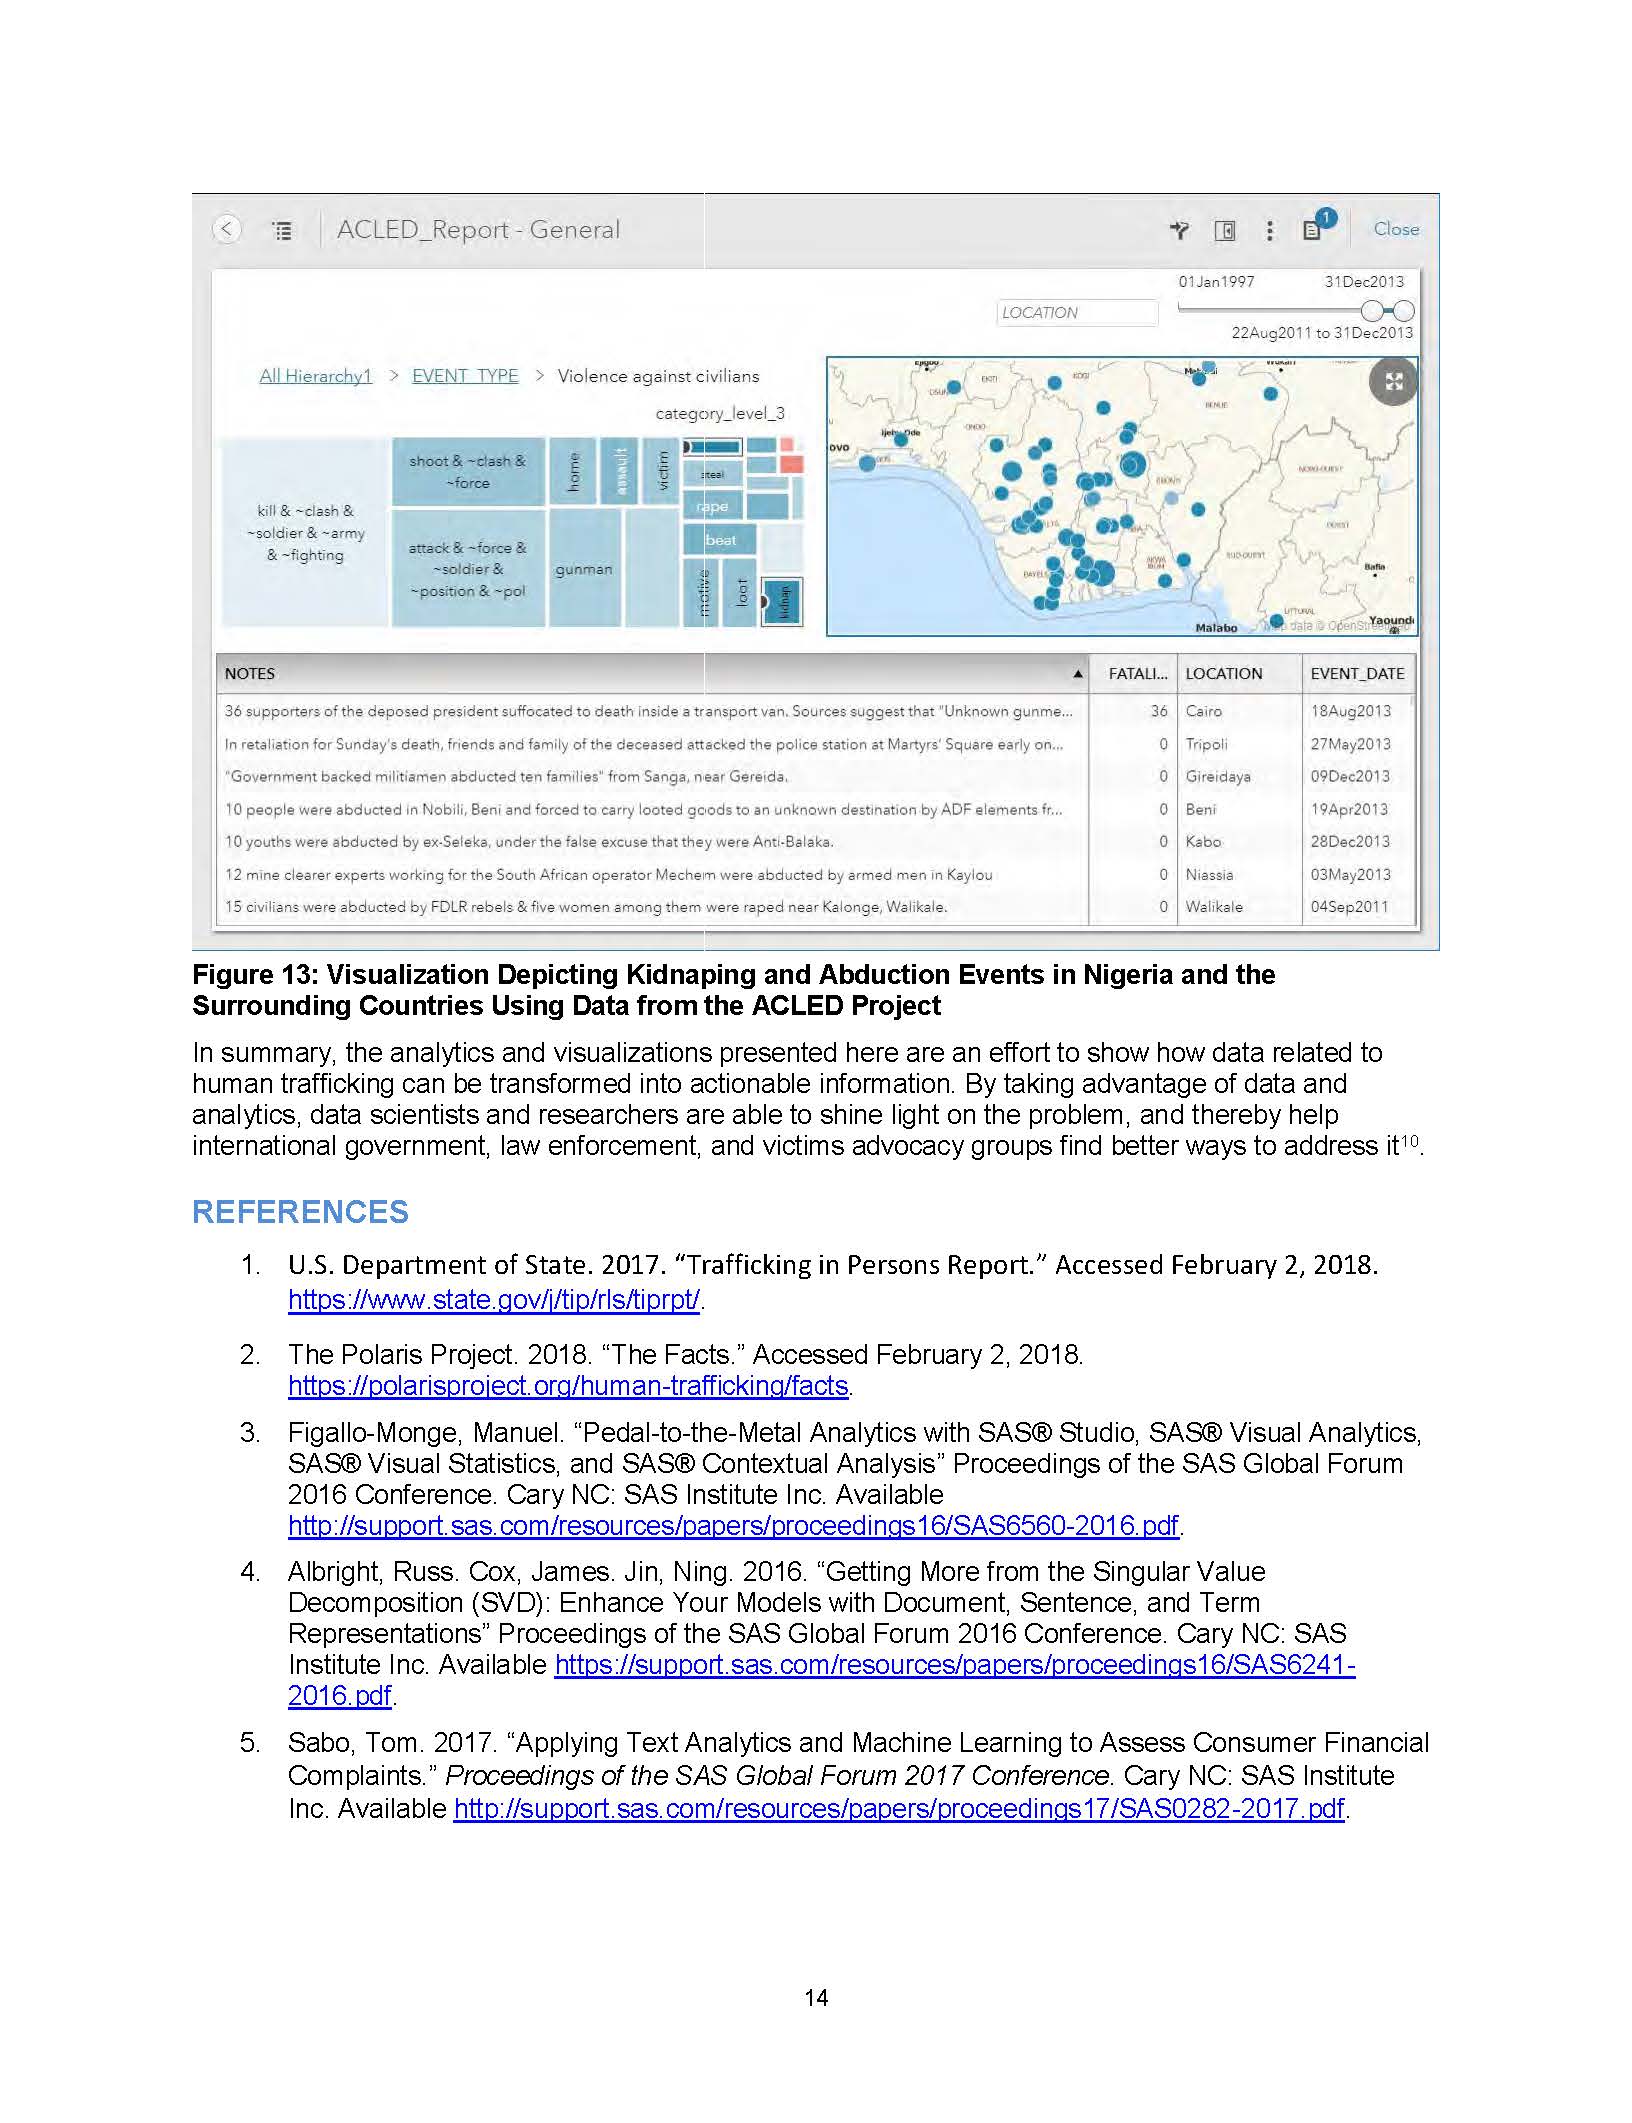 ACLED_Report - General
1
Close
01Jan1997 31Dec2013
LOCATION
22Aug2011 to 31Dec2013
All Hierarchy1 > EVENT_TYPE > Violence against civilians
category_level_3
kill & ~clash &
~soldier & ~army
& ~fighting
shoot & ~clash &
~force
attack & ~force &
~soldier &
~position & ~pol
home
assault
victim
gunman
steal
rape
beat
motive
loot
kidnap
OSUN
EKITI
KOGI
BENUE
ONDO
NORD-OUEST
OUEST
SUD-OUEST
LITTORAL
Bafia
Malabo
Yaound
NOTES FATALI... LOCATION EVENT_DATE
36 supporters of the deposed president suffocated to death inside a transport van. Sources suggest that "Unknown gunme... 36 Cairo 18Aug2013
In retaliation for Sunday's death, friends and family of the deceased attacked the police station at Martyrs' Square early on... 0 Tripoli 27May2013
"Government backed militiamen abducted ten families" from Sanga, near Gereida. 0 Gireidaya 09Dec2013
10 people were abducted in Nobili, Beni and forced to carry looted goods to an unknown destination by ADF elements fr... 0 Beni 19Apr2013
10 youths were abducted by ex-Seleka, under the false excuse that they were Anti-Balaka. 0 Kabo 28Dec2013
12 mine clearer experts working for the South African operator Mechem were abducted by armed men in Kaylou 0 Niassia 03May2013
15 civilians were abducted by FDLR rebels & five women among them were raped near Kalonge, Walikale. 0 Walikale 04Sep2011
Figure 13: Visualization Depicting Kidnaping and Abduction Events in Nigeria and the
Surrounding Countries Using Data from the ACLED Project
In summary, the analytics and visualizations presented here are an effort to show how data related to
human trafficking can be transformed into actionable information. By taking advantage of data and
analytics, data scientists and researchers are able to shine light on the problem, and thereby help
international government, law enforcement, and victims advocacy groups find better ways to address it¹⁰.
REFERENCES
1. U.S. Department of State. 2017. “Trafficking in Persons Report.” Accessed February 2, 2018.
https://www.state.gov/j/tip/rls/tiprpt/.
2. The Polaris Project. 2018. “The Facts.” Accessed February 2, 2018.
https://polarisproject.org/human-trafficking/facts.
3. Figallo-Monge, Manuel. “Pedal-to-the-Metal Analytics with SAS® Studio, SAS® Visual Analytics,
SAS® Visual Statistics, and SAS® Contextual Analysis” Proceedings of the SAS Global Forum
2016 Conference. Cary NC: SAS Institute Inc. Available
http://support.sas.com/resources/papers/proceedings16/SAS6560-2016.pdf.
4. Albright, Russ. Cox, James. Jin, Ning. 2016. “Getting More from the Singular Value
Decomposition (SVD): Enhance Your Models with Document, Sentence, and Term
Representations” Proceedings of the SAS Global Forum 2016 Conference. Cary NC: SAS
Institute Inc. Available https://support.sas.com/resources/papers/proceedings16/SAS6241-
2016.pdf.
5. Sabo, Tom. 2017. “Applying Text Analytics and Machine Learning to Assess Consumer Financial
Complaints.” Proceedings of the SAS Global Forum 2017 Conference. Cary NC: SAS Institute
Inc. Available http://support.sas.com/resources/papers/proceedings17/SAS0282-2017.pdf.
14